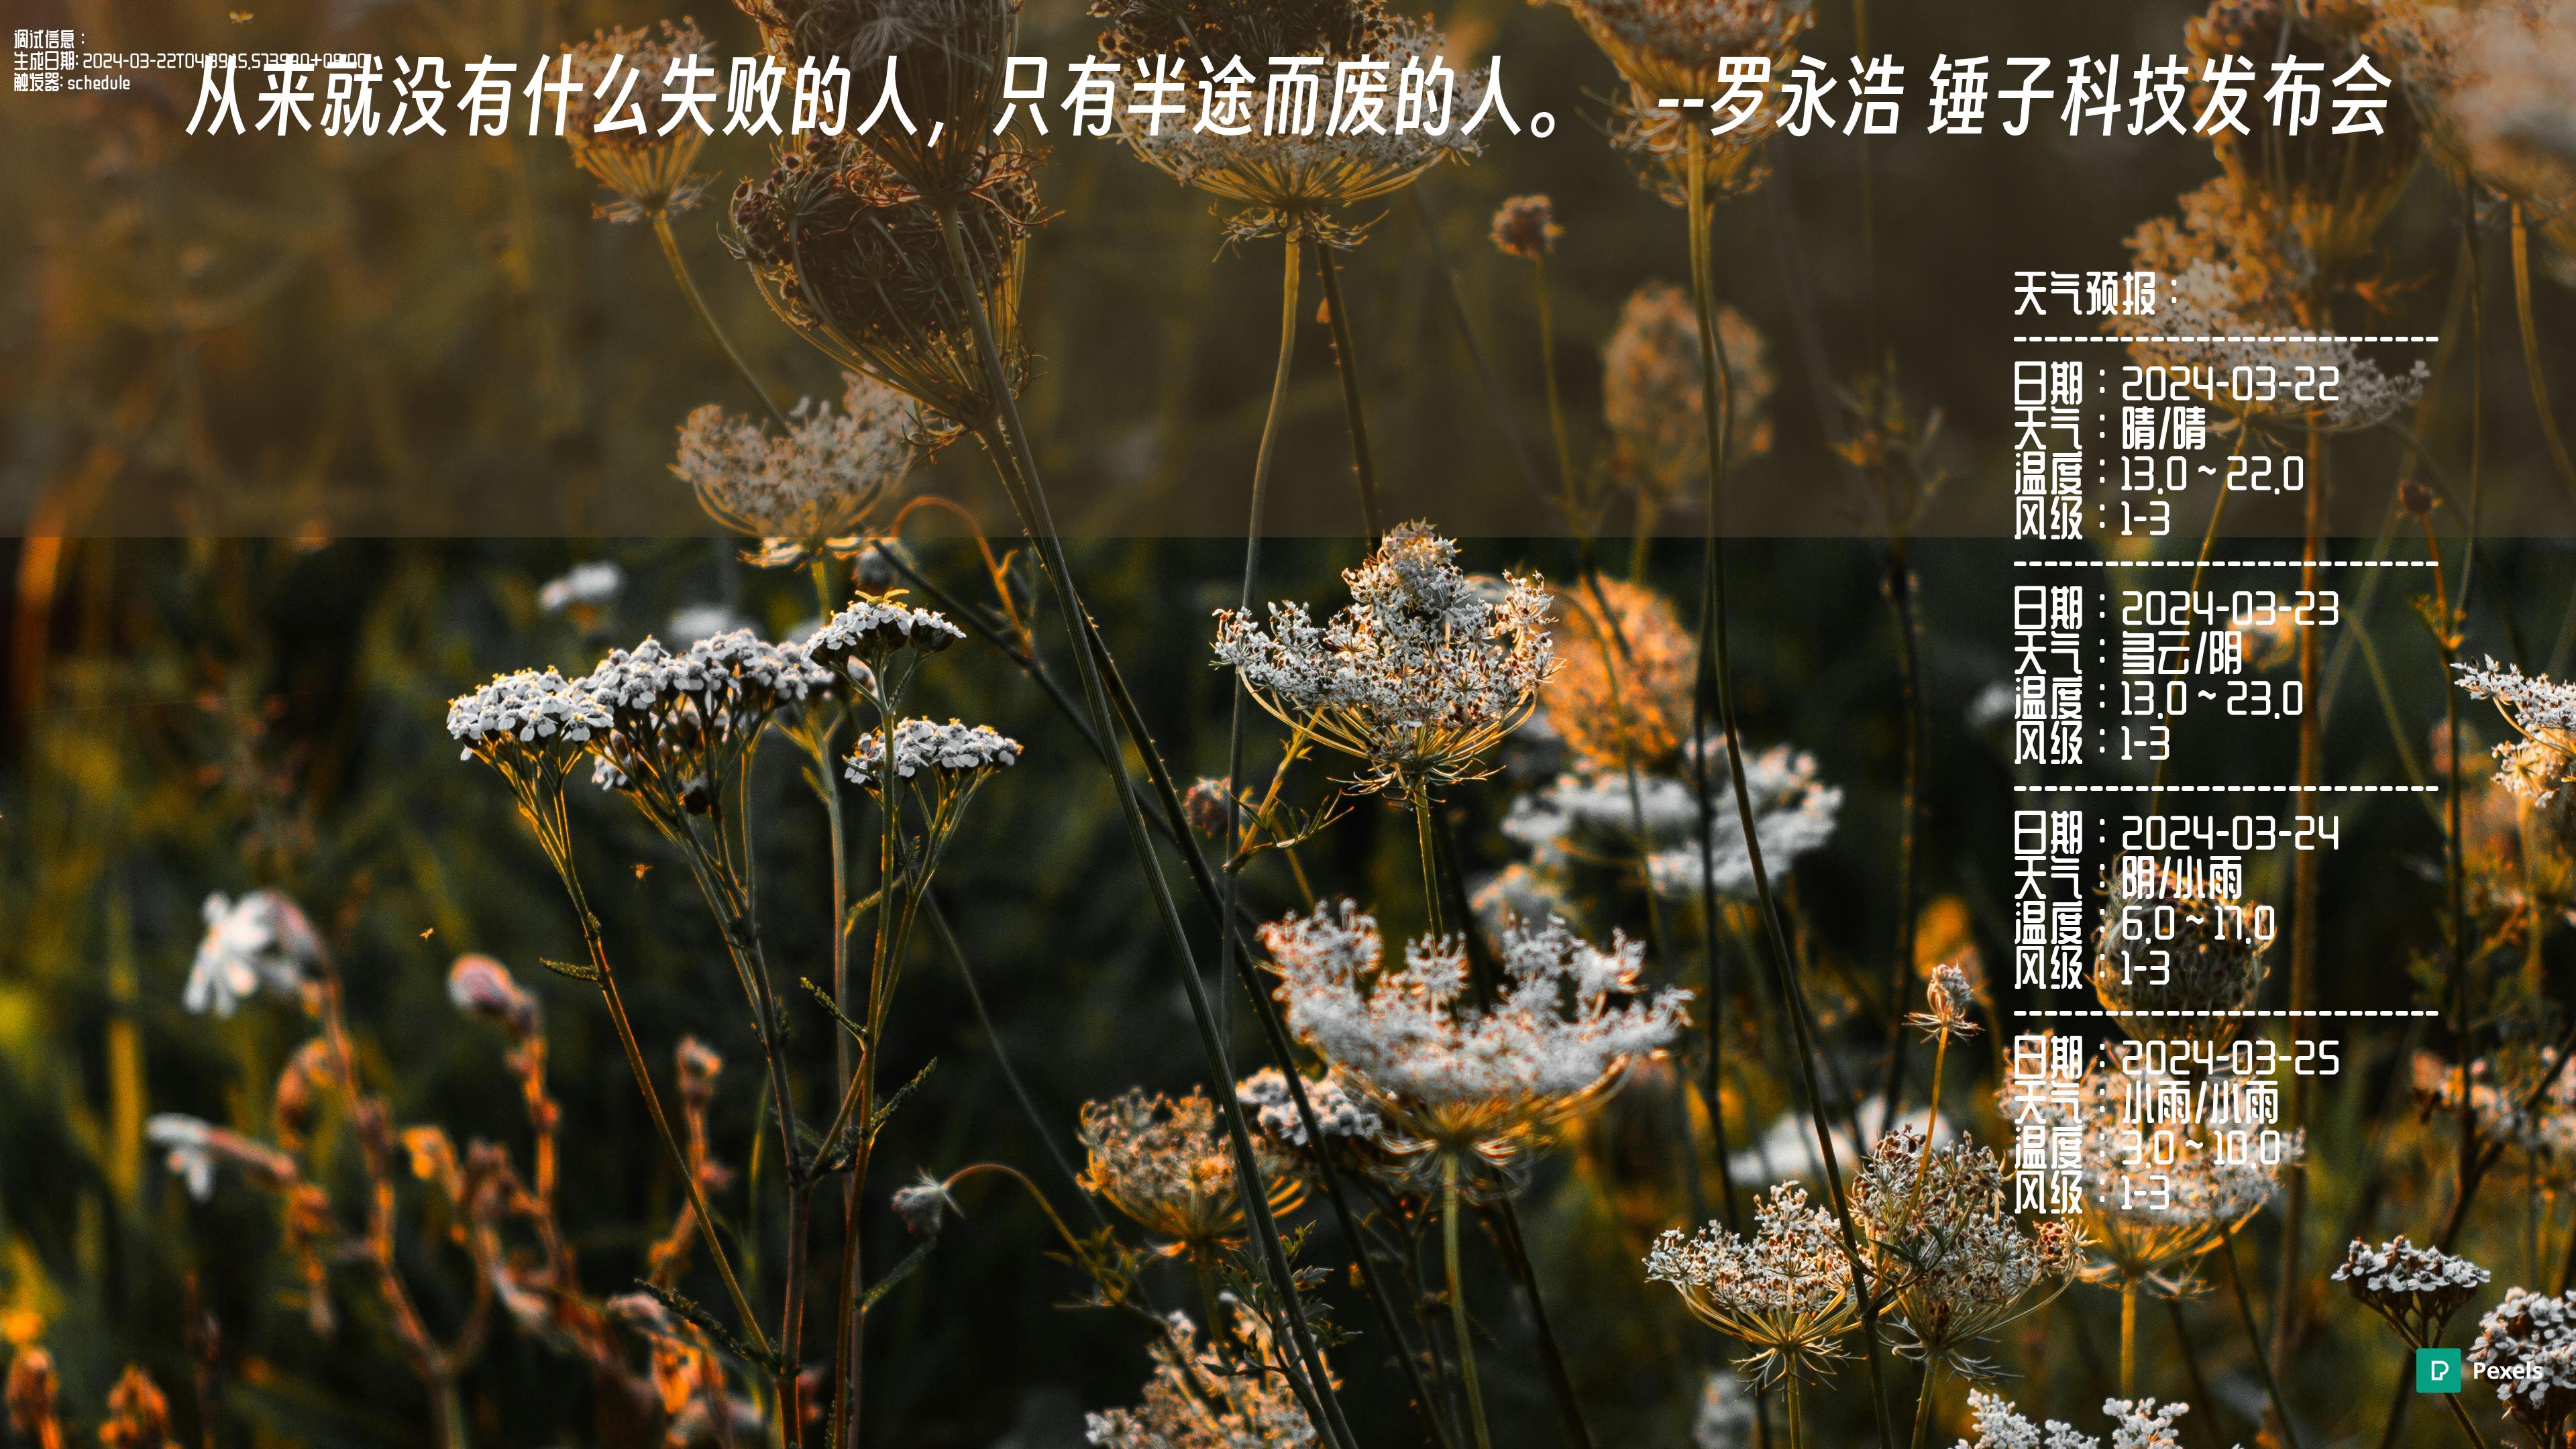 调试信息：
生成日期: 2024-03-22T04:39:15.573980+08:00
触发器: schedule
从来就没有什么失败的人，只有半途而废的人。 --罗永浩 锤子科技发布会
天气预报：
---------------------------
日期：2024-03-22
天气：晴/晴
温度：13.0 ~ 22.0
风级：1-3
---------------------------
日期：2024-03-23
天气：多云/阴
温度：13.0 ~ 23.0
风级：1-3
---------------------------
日期：2024-03-24
天气：阴/小雨
温度：6.0 ~ 17.0
风级：1-3
---------------------------
日期：2024-03-25
天气：小雨/小雨
温度：3.0 ~ 10.0
风级：1-3
Pexels